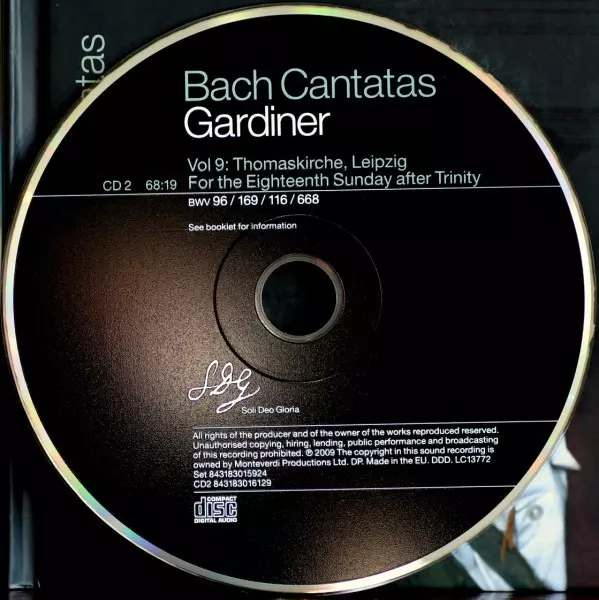 atas
Bach Cantatas
Gardiner
Vol 9: Thomaskirche, Leipzig
CD 2 68:19 For the Eighteenth Sunday after Trinity
BWV 96 / 169 / 116 / 668
See booklet for information
SDG
Soli Deo Gloria
All rights of the producer and of the owner of the works reproduced reserved.
Unauthorised copying, hiring, lending, public performance and broadcasting
of this recording prohibited. ℗ 2009 The copyright in this sound recording is
owned by Monteverdi Productions Ltd. DP. Made in the EU. DDD. LC13772
Set 843183015924
CD2 843183016129
COMPACT
disc
DIGITAL AUDIO